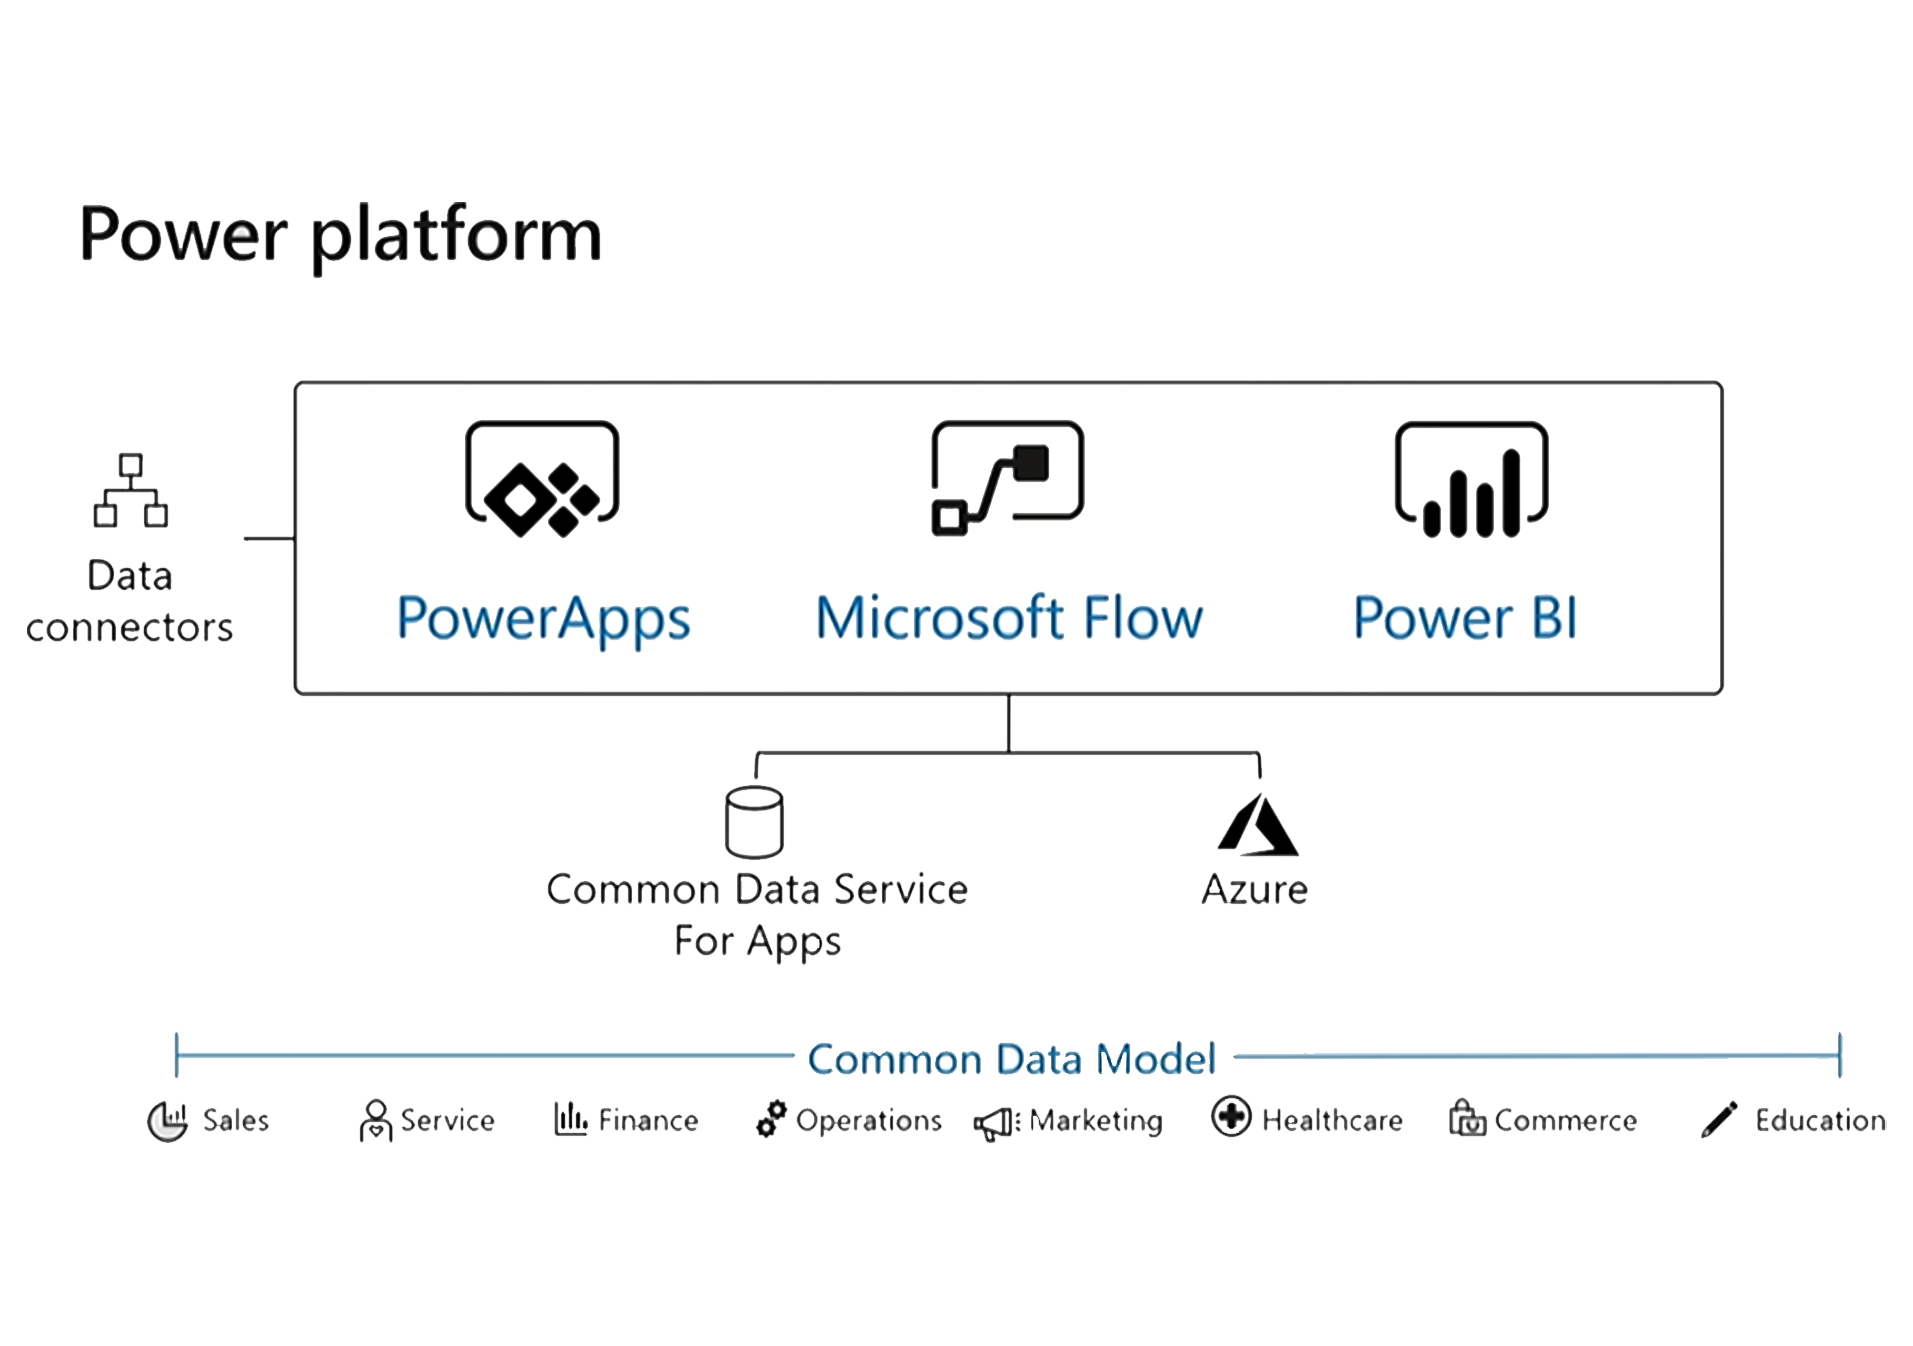 Power platform
Data
connectors
PowerApps
Microsoft Flow
Power BI
Common Data Service
For Apps
Azure
Common Data Model
Sales
Service
Finance
Operations
Marketing
Healthcare
Commerce
Education